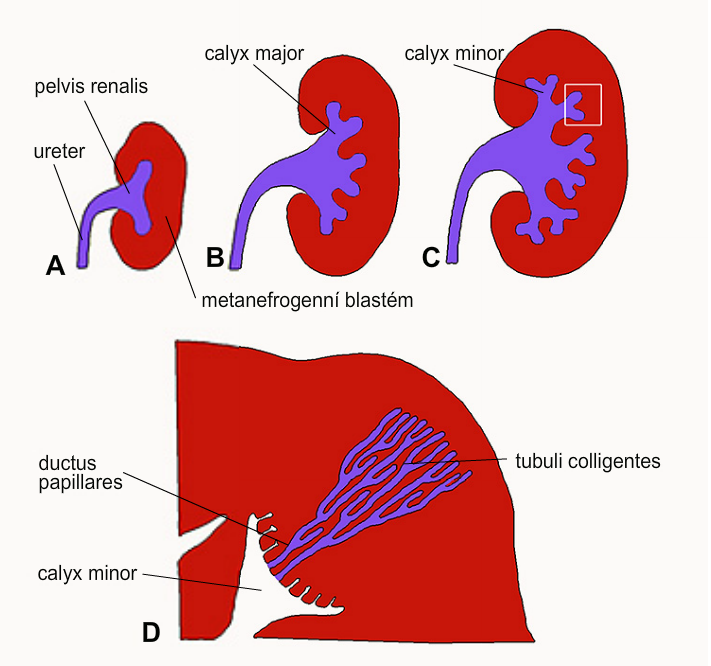 calyx major
calyx minor
pelvis renalis
ureter
A
B
C
metanefrogenní blastém
ductus
papillares
tubuli colligentes
calyx minor
D